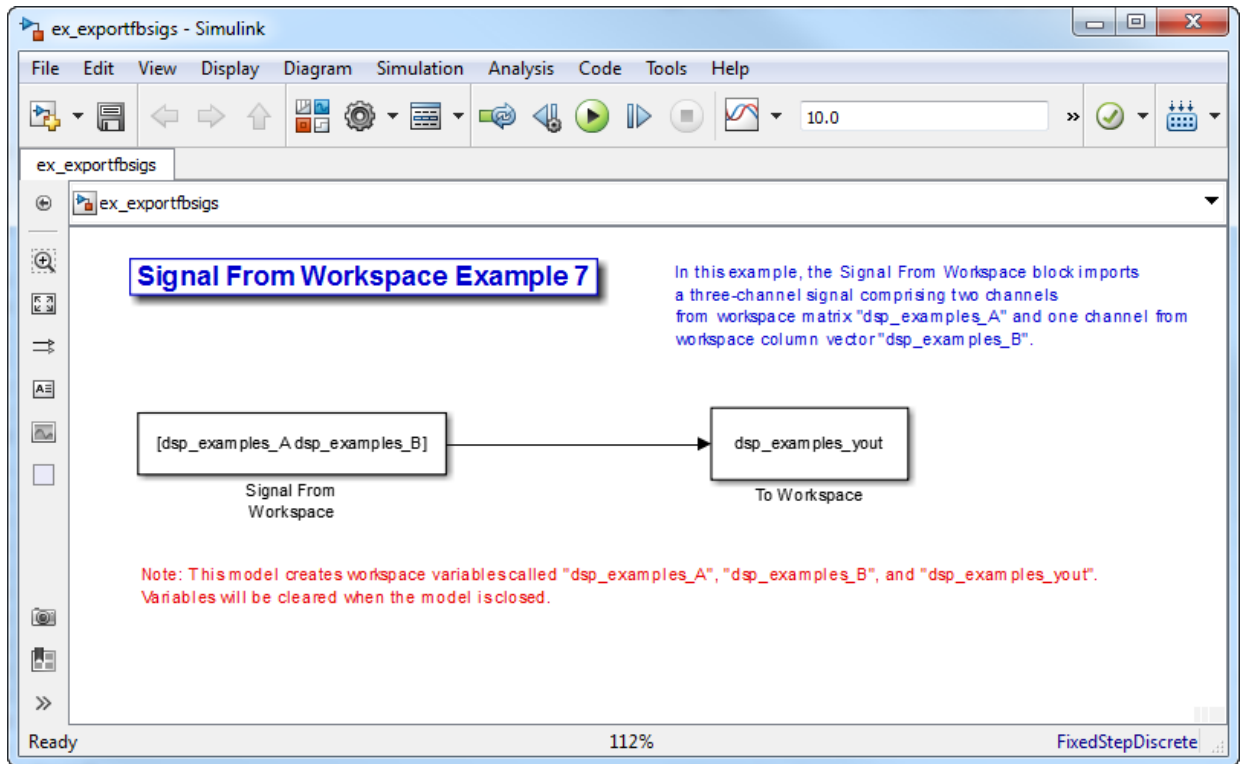 ex_exportfbsigs - Simulink
File Edit View Display Diagram Simulation Analysis Code Tools Help
10.0
ex_exportfbsigs
ex_exportfbsigs
Signal From Workspace Example 7
In this example, the Signal From Workspace block imports
a three-channel signal comprising two channels
from workspace matrix "dsp_examples_A" and one channel from
workspace column vector "dsp_examples_B".
[dsp_examples_A dsp_examples_B]
dsp_examples_yout
Signal From
Workspace
To Workspace
Note: This model creates workspace variables called "dsp_examples_A", "dsp_examples_B", and "dsp_examples_yout".
Variables will be cleared when the model is closed.
Ready 112% FixedStepDiscrete